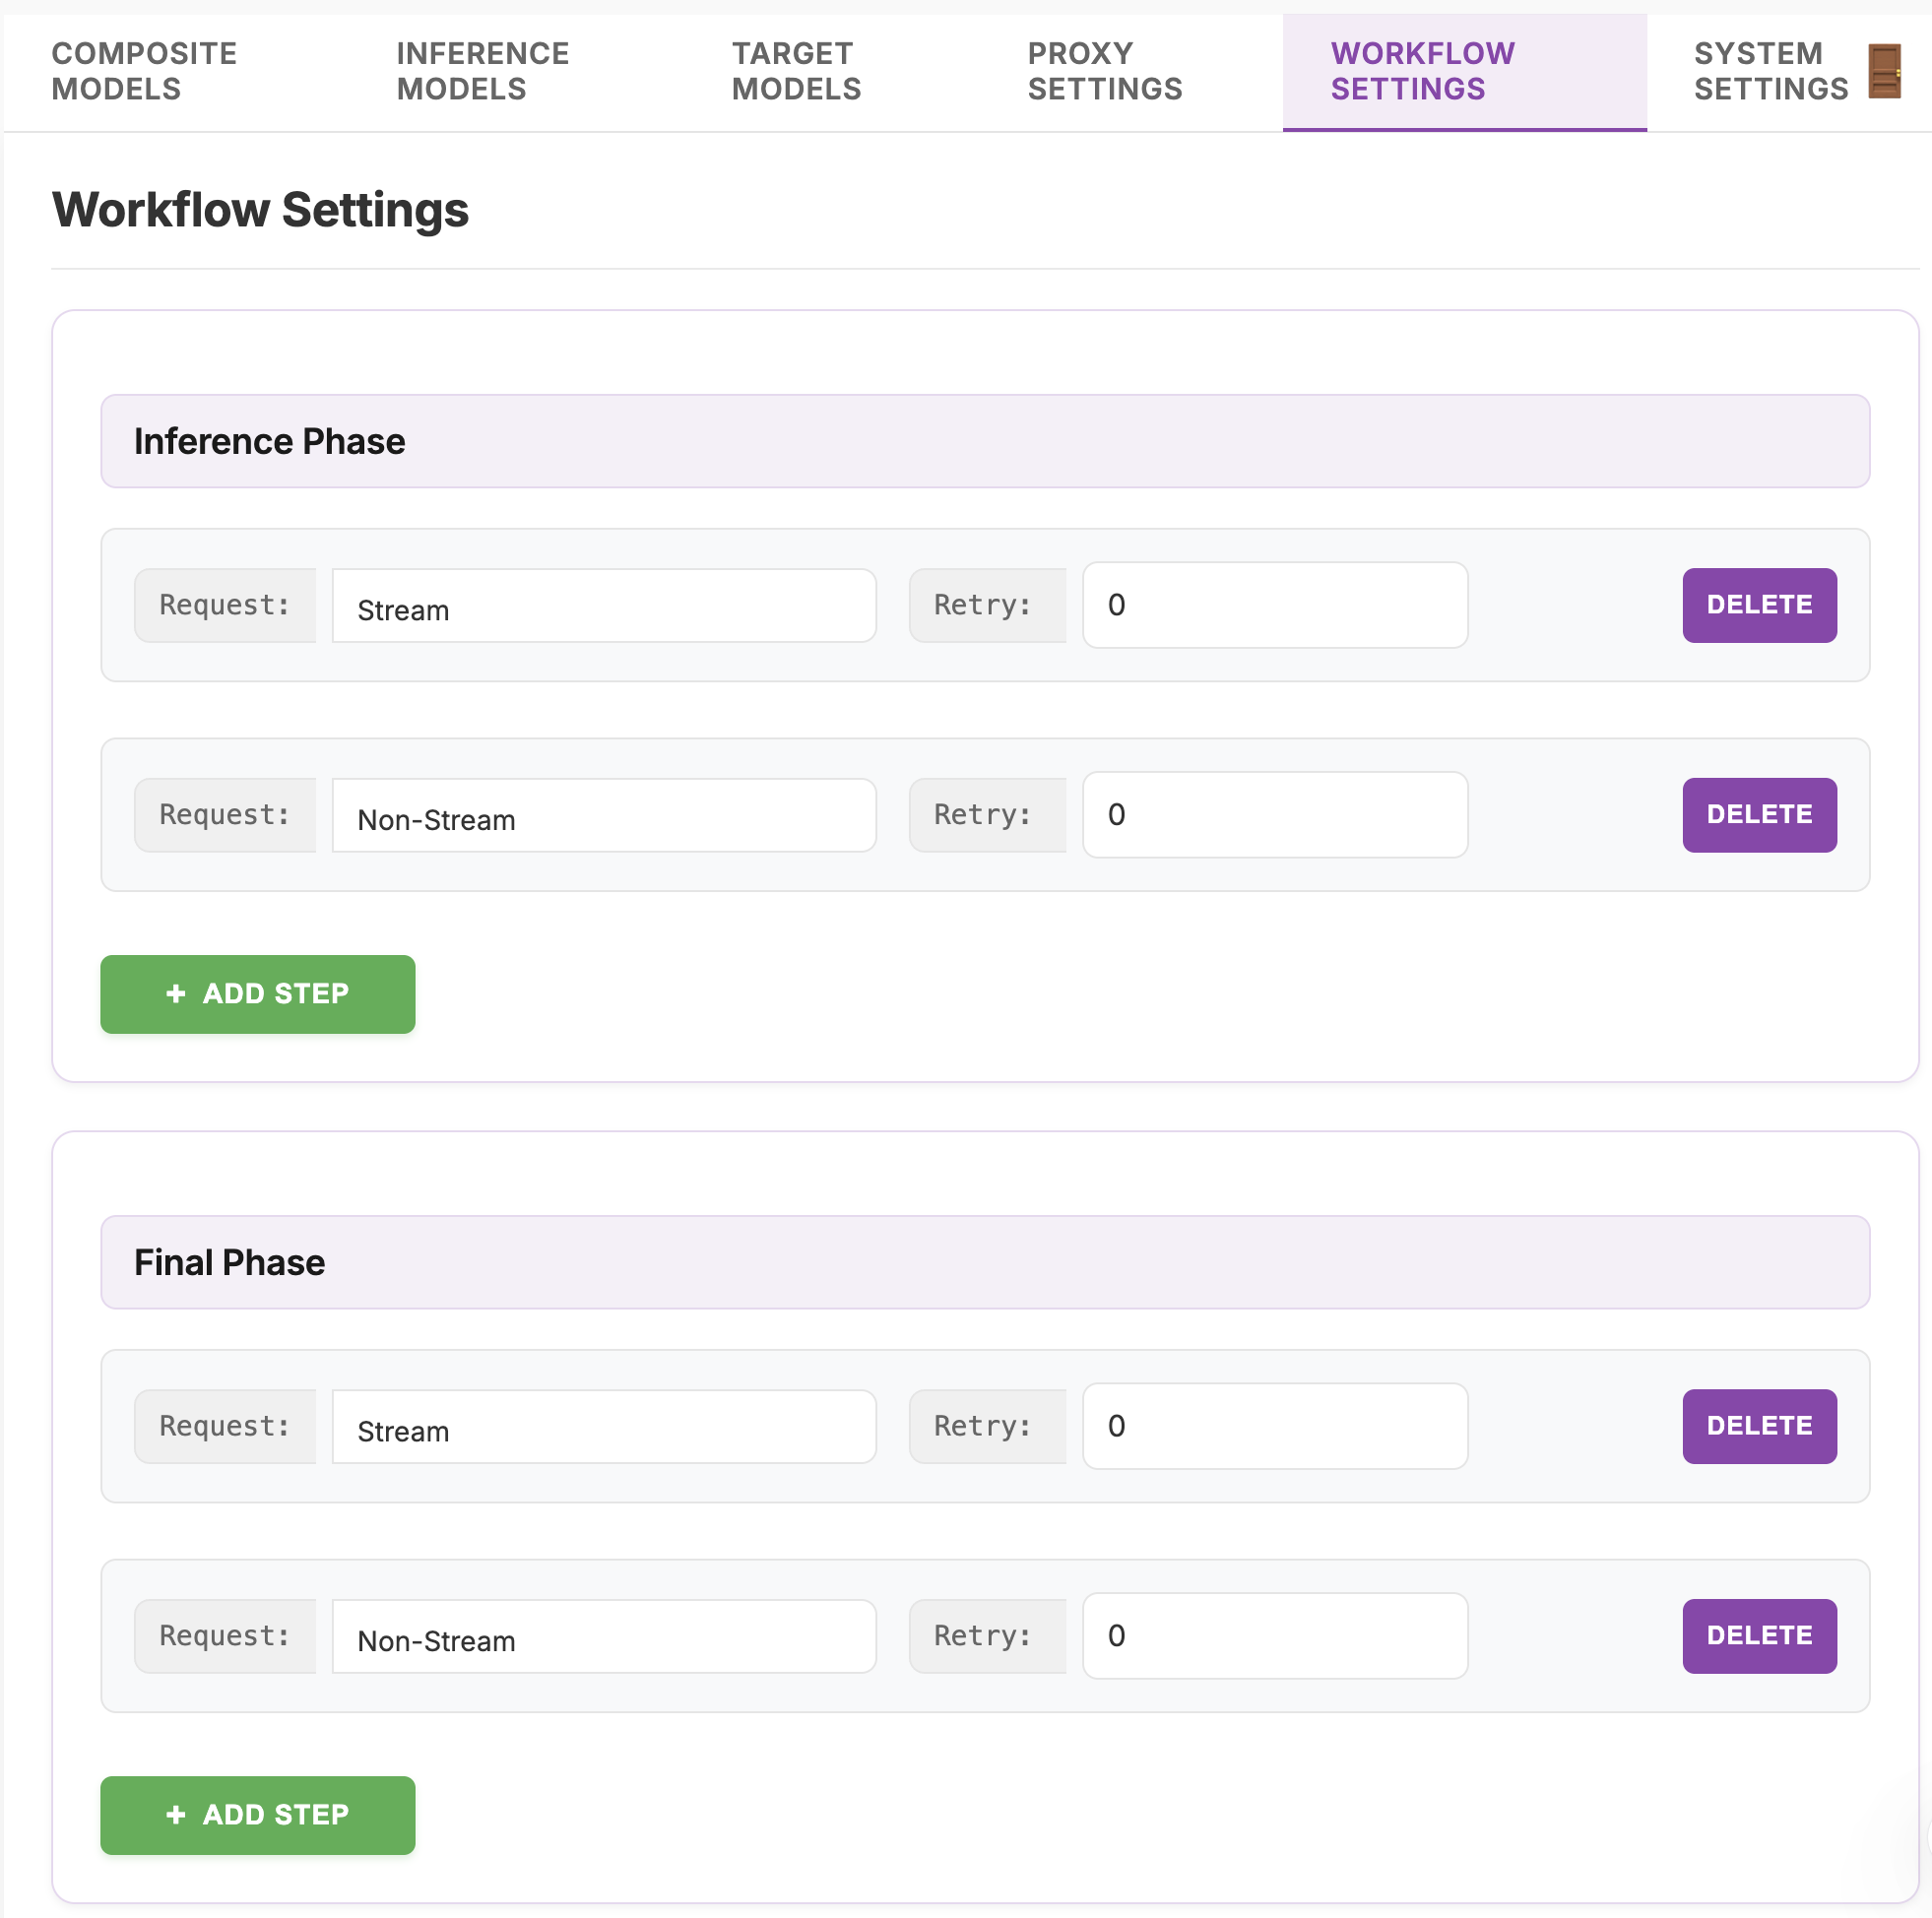 COMPOSITE
MODELS
INFERENCE
MODELS
TARGET
MODELS
PROXY
SETTINGS
WORKFLOW
SETTINGS
SYSTEM
SETTINGS
Workflow Settings
Inference Phase
Request: Stream Retry: 0 DELETE
Request: Non-Stream Retry: 0 DELETE
+ ADD STEP
Final Phase
Request: Stream Retry: 0 DELETE
Request: Non-Stream Retry: 0 DELETE
+ ADD STEP